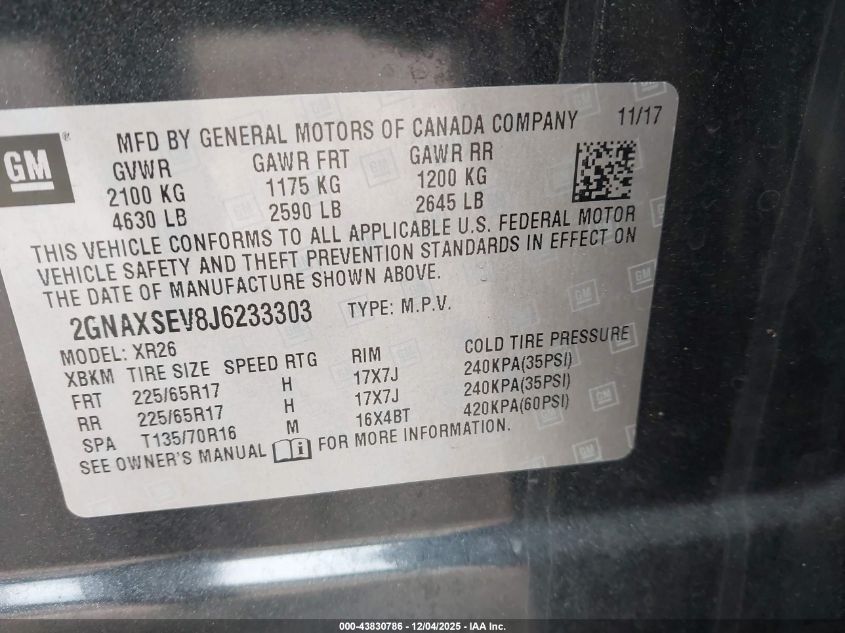 GM ®
MFD BY GENERAL MOTORS OF CANADA COMPANY 11/17
GVWR GAWR FRT GAWR RR
2100 KG 1175 KG 1200 KG
4630 LB 2590 LB 2645 LB
THIS VEHICLE CONFORMS TO ALL APPLICABLE U.S. FEDERAL MOTOR
VEHICLE SAFETY AND THEFT PREVENTION STANDARDS IN EFFECT ON
THE DATE OF MANUFACTURE SHOWN ABOVE.
2GNAXSEV8J6233303 TYPE: M.P.V.
MODEL: XR26
XBKM TIRE SIZE SPEED RTG RIM COLD TIRE PRESSURE
FRT 225/65R17 H 17X7J 240KPA(35PSI)
RR 225/65R17 H 17X7J 240KPA(35PSI)
SPA T135/70R16 M 16X4BT 420KPA(60PSI)
SEE OWNER'S MANUAL i FOR MORE INFORMATION.
000-43830786 - 12/04/2025 - IAA Inc.